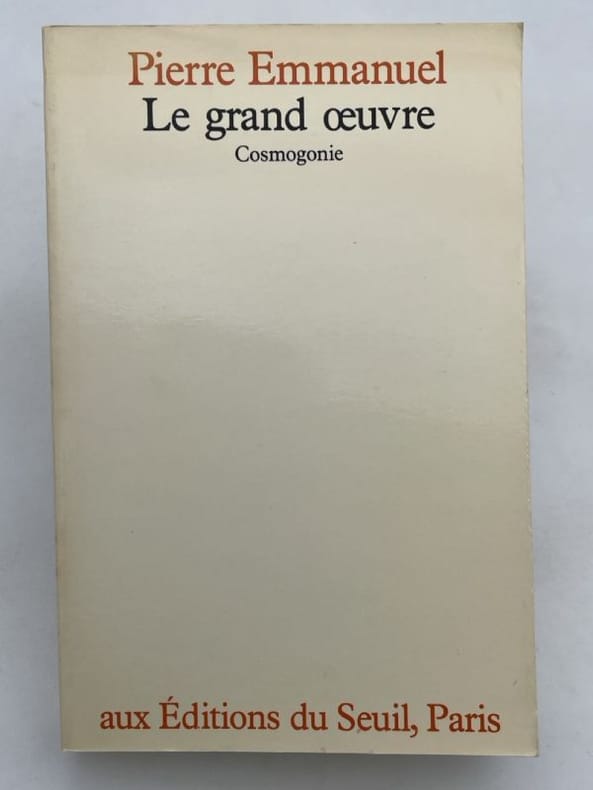 Pierre Emmanuel
Le grand œuvre
Cosmogonie
aux Éditions du Seuil, Paris